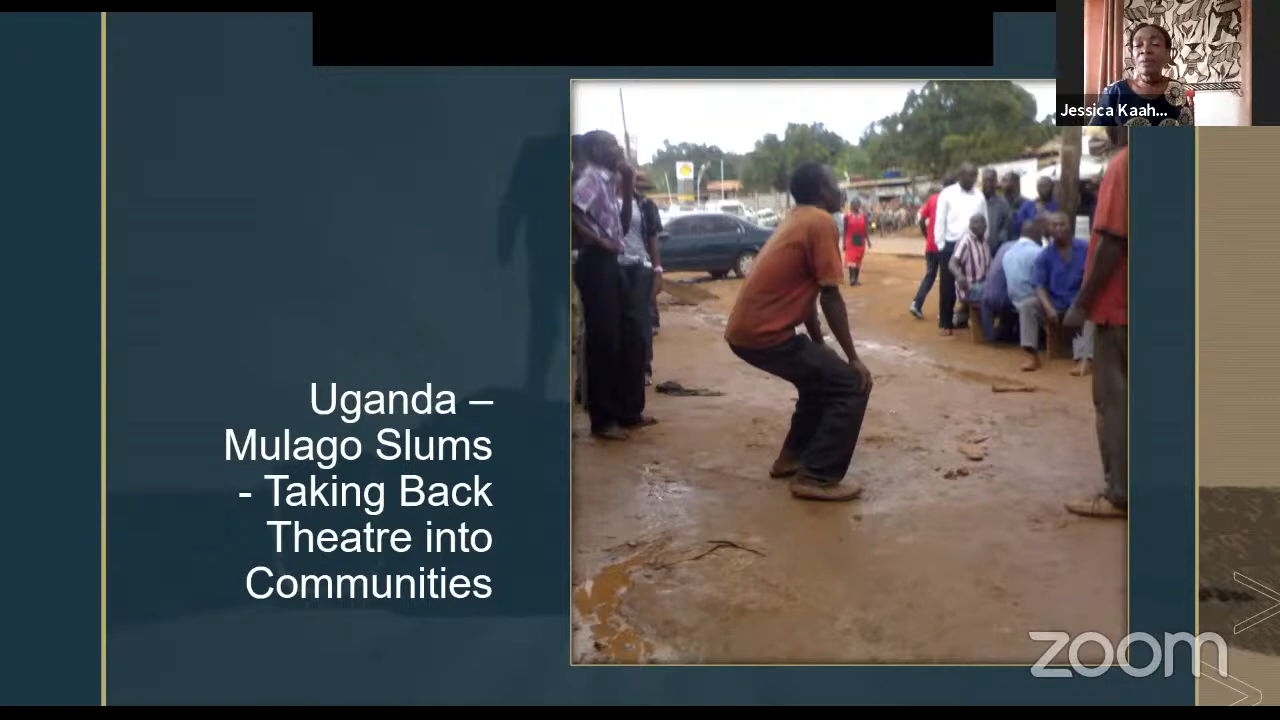 Jessica Kaah...
Uganda –
Mulago Slums
- Taking Back
Theatre into
Communities
zoom